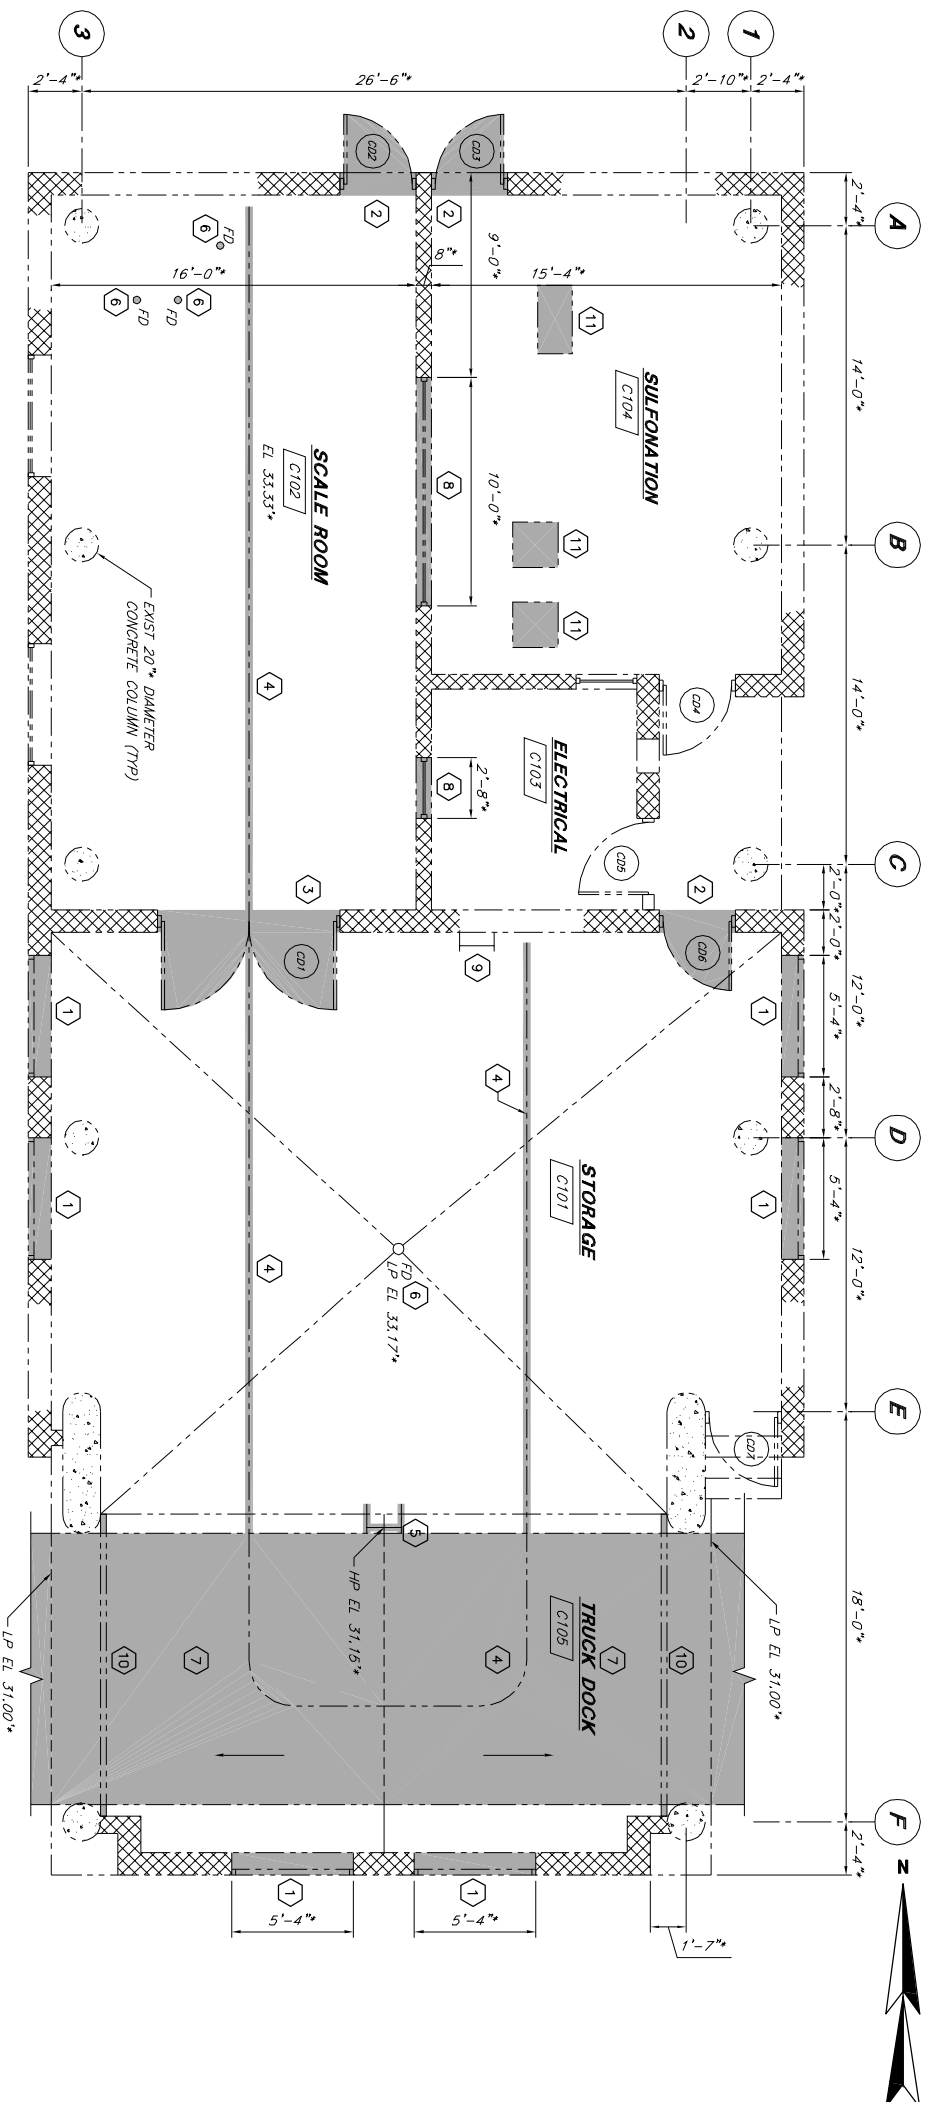 A
B
C
D
E
F
N
2'-4"*
14'-0"*
14'-0"*
12'-0"*
12'-0"*
18'-0"*
2'-4"*
2'-0"*
2'-0"*
5'-4"*
2'-8"*
5'-4"*
1
2'-4"*
2'-10"*
2
26'-6"*
3
2'-4"*
1
1
LP EL 31.00'*
CD7
1'-7"*
CD4
2
CD6
10
SULFONATION
C104
15'-4"*
11
11
11
CD5
7
STORAGE
C101
TRUCK DOCK
C105
ELECTRICAL
C103
CD3
2
9'-0"*
10'-0"*
8
2'-8"*
8
9
4
4
1
5'-4"*
8"*
FD
6
LP EL 33.17'*
5
HP EL 31.16'*
CD2
2
SCALE ROOM
C102
EL 33.33'*
16'-0"*
3
CD1
4
4
1
5'-4"*
FD
6
FD
6
FD
6
7
10
EXIST 20"* DIAMETER
CONCRETE COLUMN (TYP)
1
1
LP EL 31.00'*